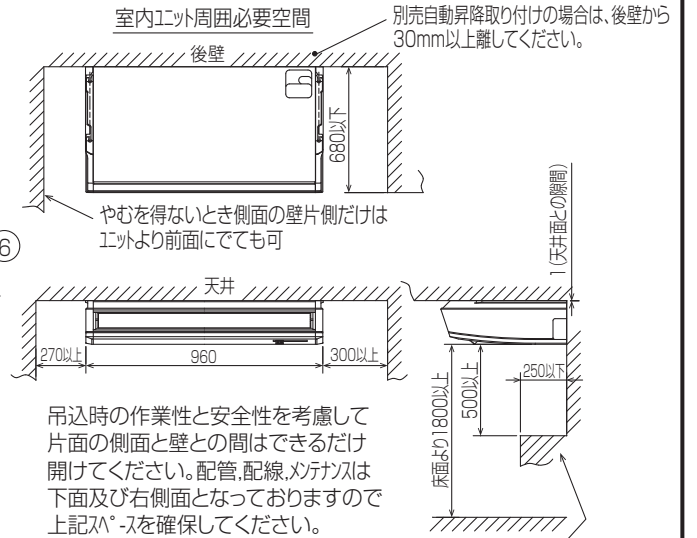 室内ユニット周囲必要空間
別売自動昇降取り付けの場合は、後壁から
30mm以上離してください。
後壁
680以下
やむを得ないとき側面の壁片側だけは
ユニットより前面にでても可
6
1(天井面との隙間)
天井
270以上
960
300以上
床面より1800以上
500以上
250以下
吊込時の作業性と安全性を考慮して
片面の側面と壁との間はできるだけ
開けてください。配管,配線,メンテナンスは
下面及び右側面となっておりますので
上記スペースを確保してください。